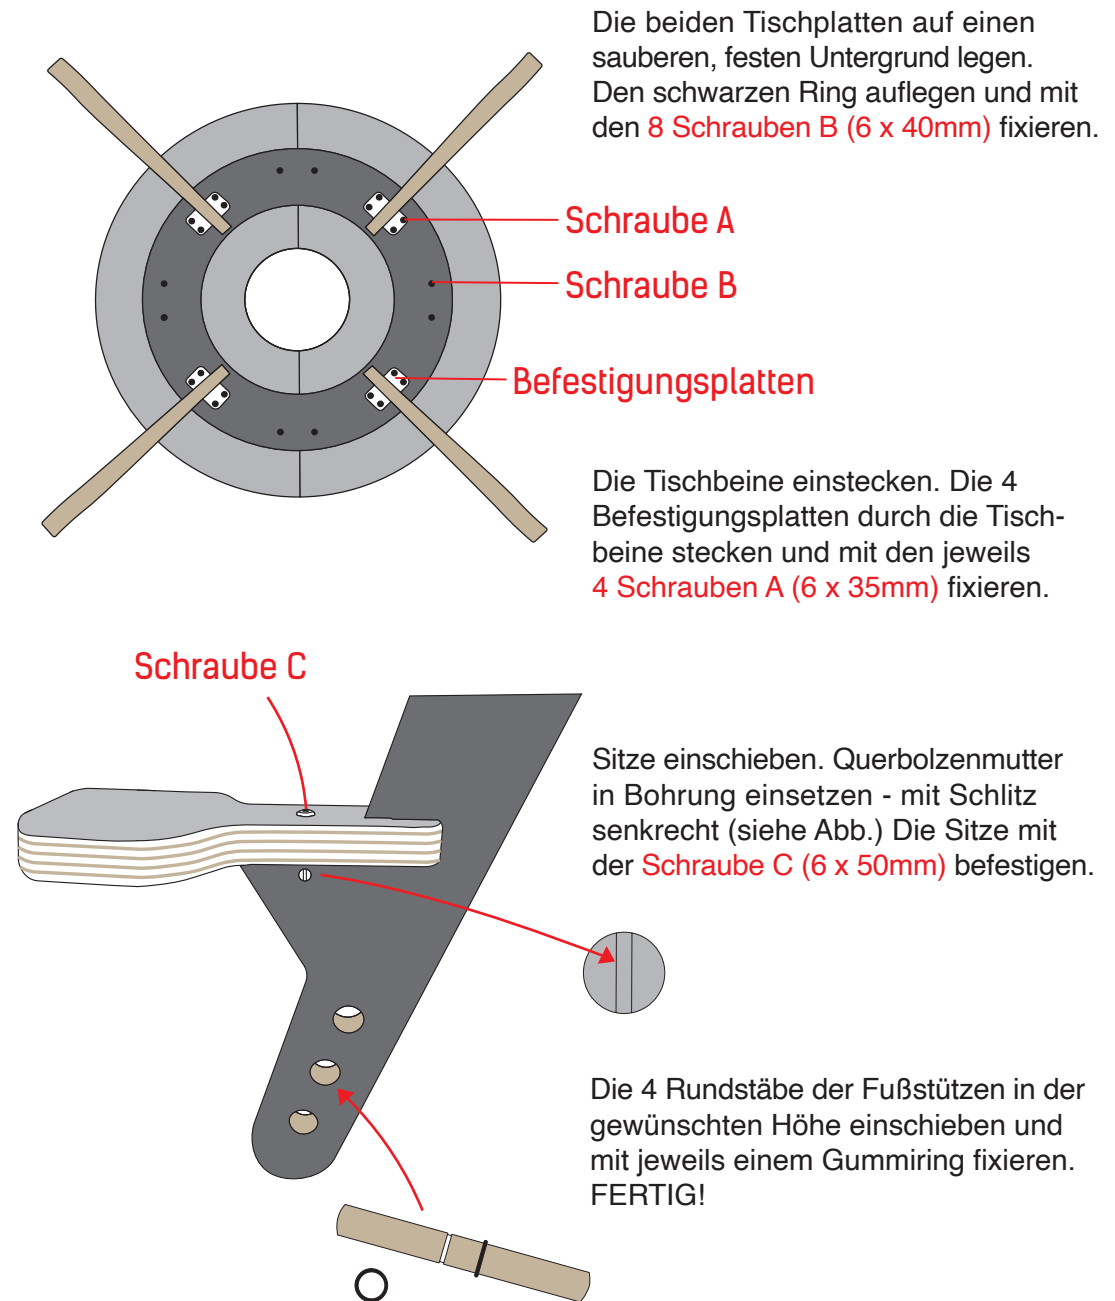 Die beiden Tischplatten auf einen
sauberen, festen Untergrund legen.
Den schwarzen Ring auflegen und mit
den 8 Schrauben B (6 x 40mm) fixieren.
Schraube A
Schraube B
Befestigungsplatten
Die Tischbeine einstecken. Die 4
Befestigungsplatten durch die Tisch-
beine stecken und mit den jeweils
4 Schrauben A (6 x 35mm) fixieren.
Schraube C
Sitze einschieben. Querbolzenmutter
in Bohrung einsetzen - mit Schlitz
senkrecht (siehe Abb.) Die Sitze mit
der Schraube C (6 x 50mm) befestigen.
Die 4 Rundstäbe der Fußstützen in der
gewünschten Höhe einschieben und
mit jeweils einem Gummiring fixieren.
FERTIG!